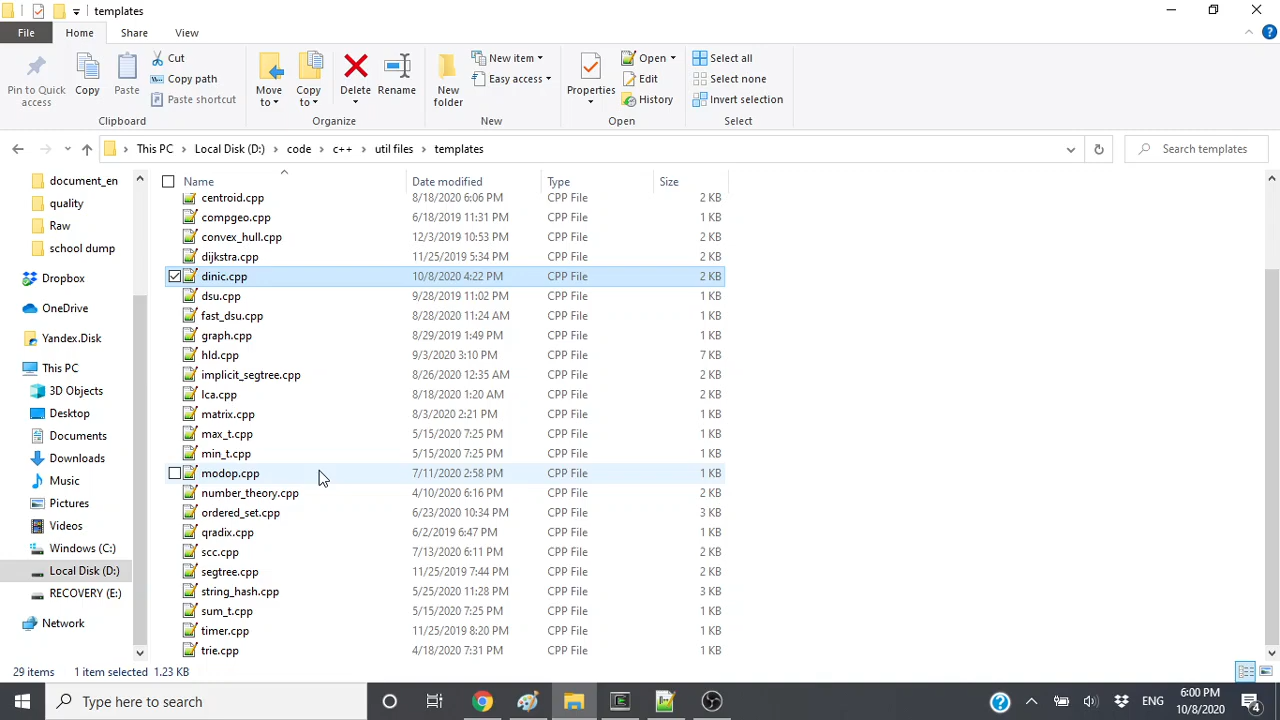 templates
File Home Share View
Pin to Quick access
Copy
Paste
Cut
Copy path
Paste shortcut
Clipboard
Move to
Copy to
Delete
Rename
Organize
New folder
New item
Easy access
New
Properties
Open
Edit
History
Open
Select all
Select none
Invert selection
Select
This PC Local Disk (D:) code c++ util files templates
Search templates
document_en
quality
Raw
school dump
Dropbox
OneDrive
Yandex.Disk
This PC
3D Objects
Desktop
Documents
Downloads
Music
Pictures
Videos
Windows (C:)
Local Disk (D:)
RECOVERY (E:)
Network
Name Date modified Type Size
centroid.cpp 8/18/2020 6:06 PM CPP File 2 KB
compgeo.cpp 6/18/2019 11:31 PM CPP File 1 KB
convex_hull.cpp 12/3/2019 10:53 PM CPP File 2 KB
dijkstra.cpp 11/25/2019 5:34 PM CPP File 2 KB
dinic.cpp 10/8/2020 4:22 PM CPP File 2 KB
dsu.cpp 9/28/2019 11:02 PM CPP File 1 KB
fast_dsu.cpp 8/28/2020 11:24 AM CPP File 1 KB
graph.cpp 8/29/2019 1:49 PM CPP File 1 KB
hld.cpp 9/3/2020 3:10 PM CPP File 7 KB
implicit_segtree.cpp 8/26/2020 12:35 AM CPP File 2 KB
lca.cpp 8/18/2020 1:20 AM CPP File 2 KB
matrix.cpp 8/3/2020 2:21 PM CPP File 1 KB
max_t.cpp 5/15/2020 7:25 PM CPP File 1 KB
min_t.cpp 5/15/2020 7:25 PM CPP File 1 KB
modop.cpp 7/11/2020 2:58 PM CPP File 1 KB
number_theory.cpp 4/10/2020 6:16 PM CPP File 2 KB
ordered_set.cpp 6/23/2020 10:34 PM CPP File 3 KB
qradix.cpp 6/2/2019 6:47 PM CPP File 1 KB
scc.cpp 7/13/2020 6:11 PM CPP File 2 KB
segtree.cpp 11/25/2019 7:44 PM CPP File 2 KB
string_hash.cpp 5/25/2020 11:28 PM CPP File 3 KB
sum_t.cpp 5/15/2020 7:25 PM CPP File 1 KB
timer.cpp 11/25/2019 8:20 PM CPP File 1 KB
trie.cpp 4/18/2020 7:31 PM CPP File 1 KB
29 items 1 item selected 1.23 KB
Type here to search
ENG
6:00 PM
10/8/2020
4